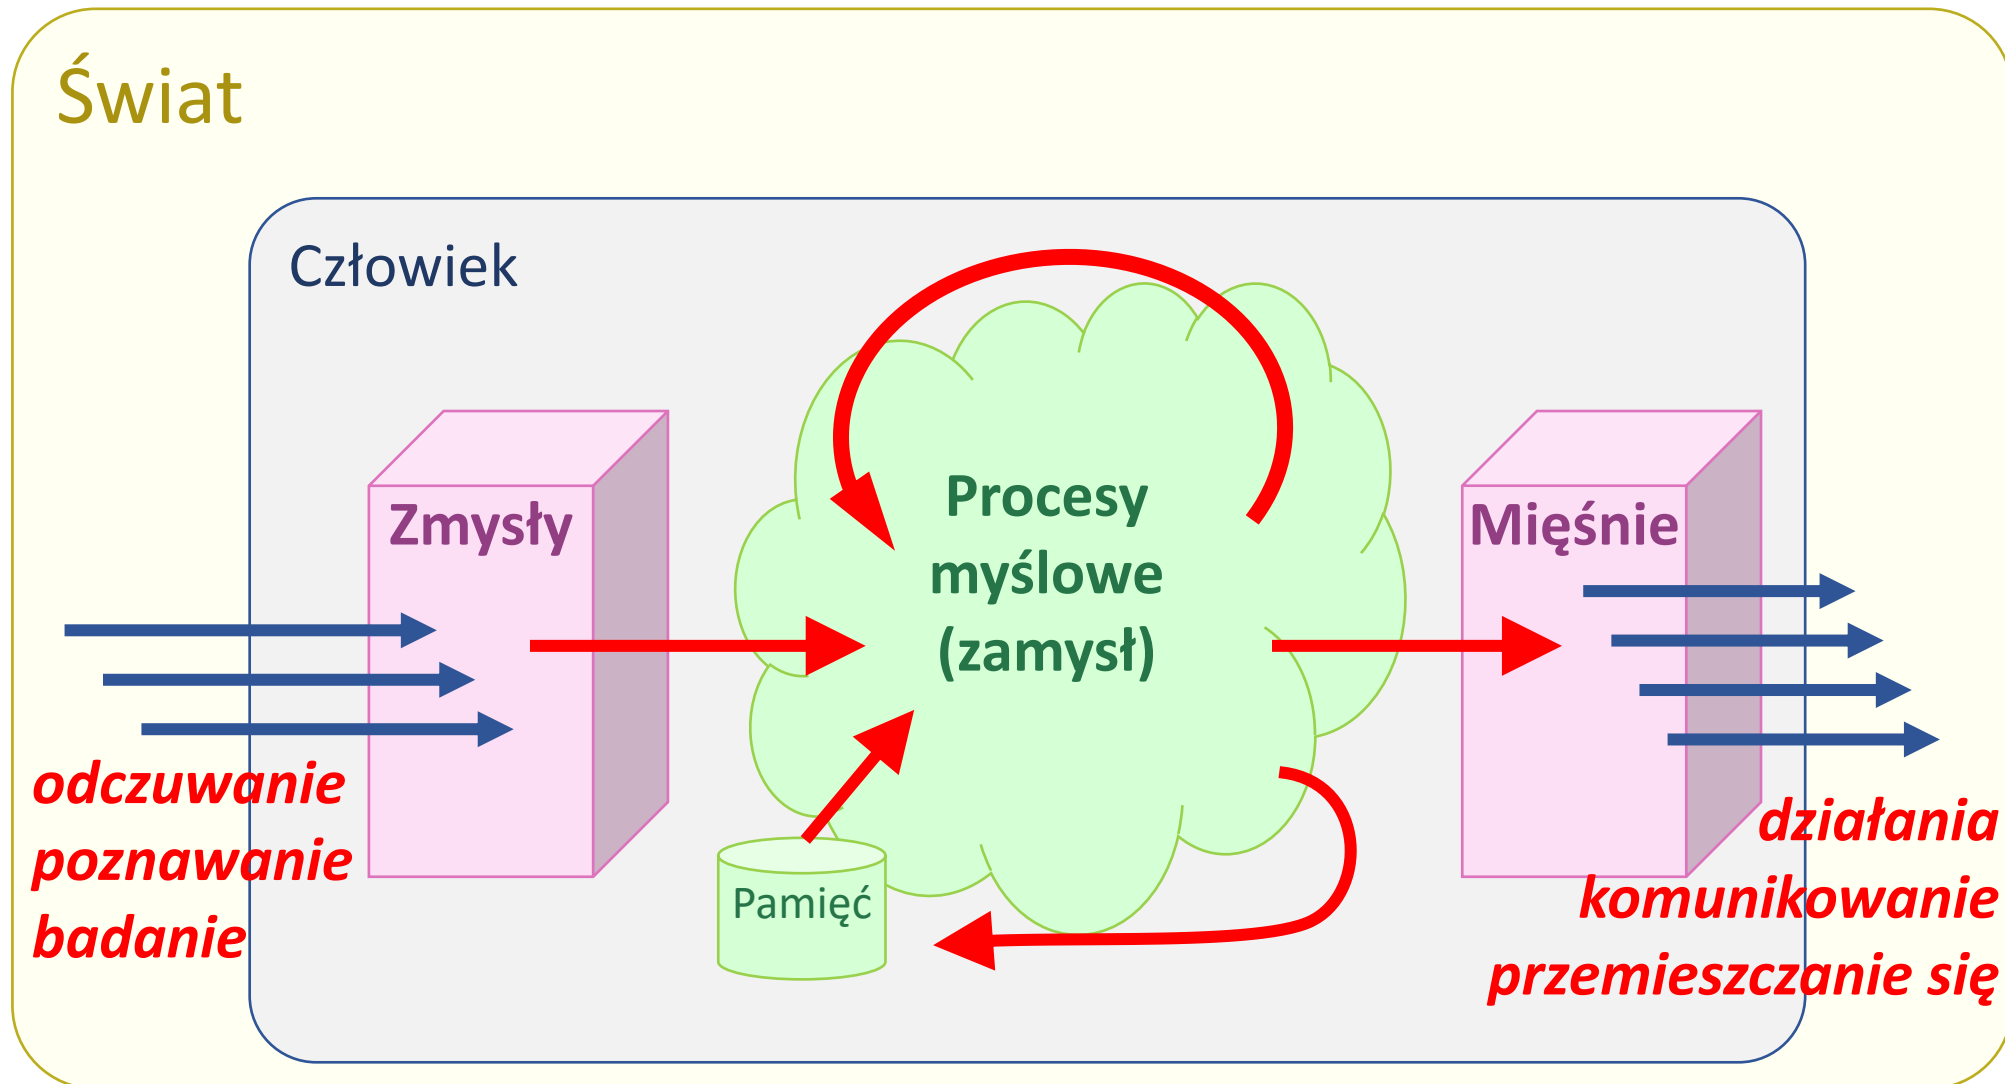 Świat
Człowiek
Zmysły
Procesy
myślowe
(zamysł)
Mięśnie
Pamięć
odczuwanie
poznawanie
badanie
działania
komunikowanie
przemieszczanie się